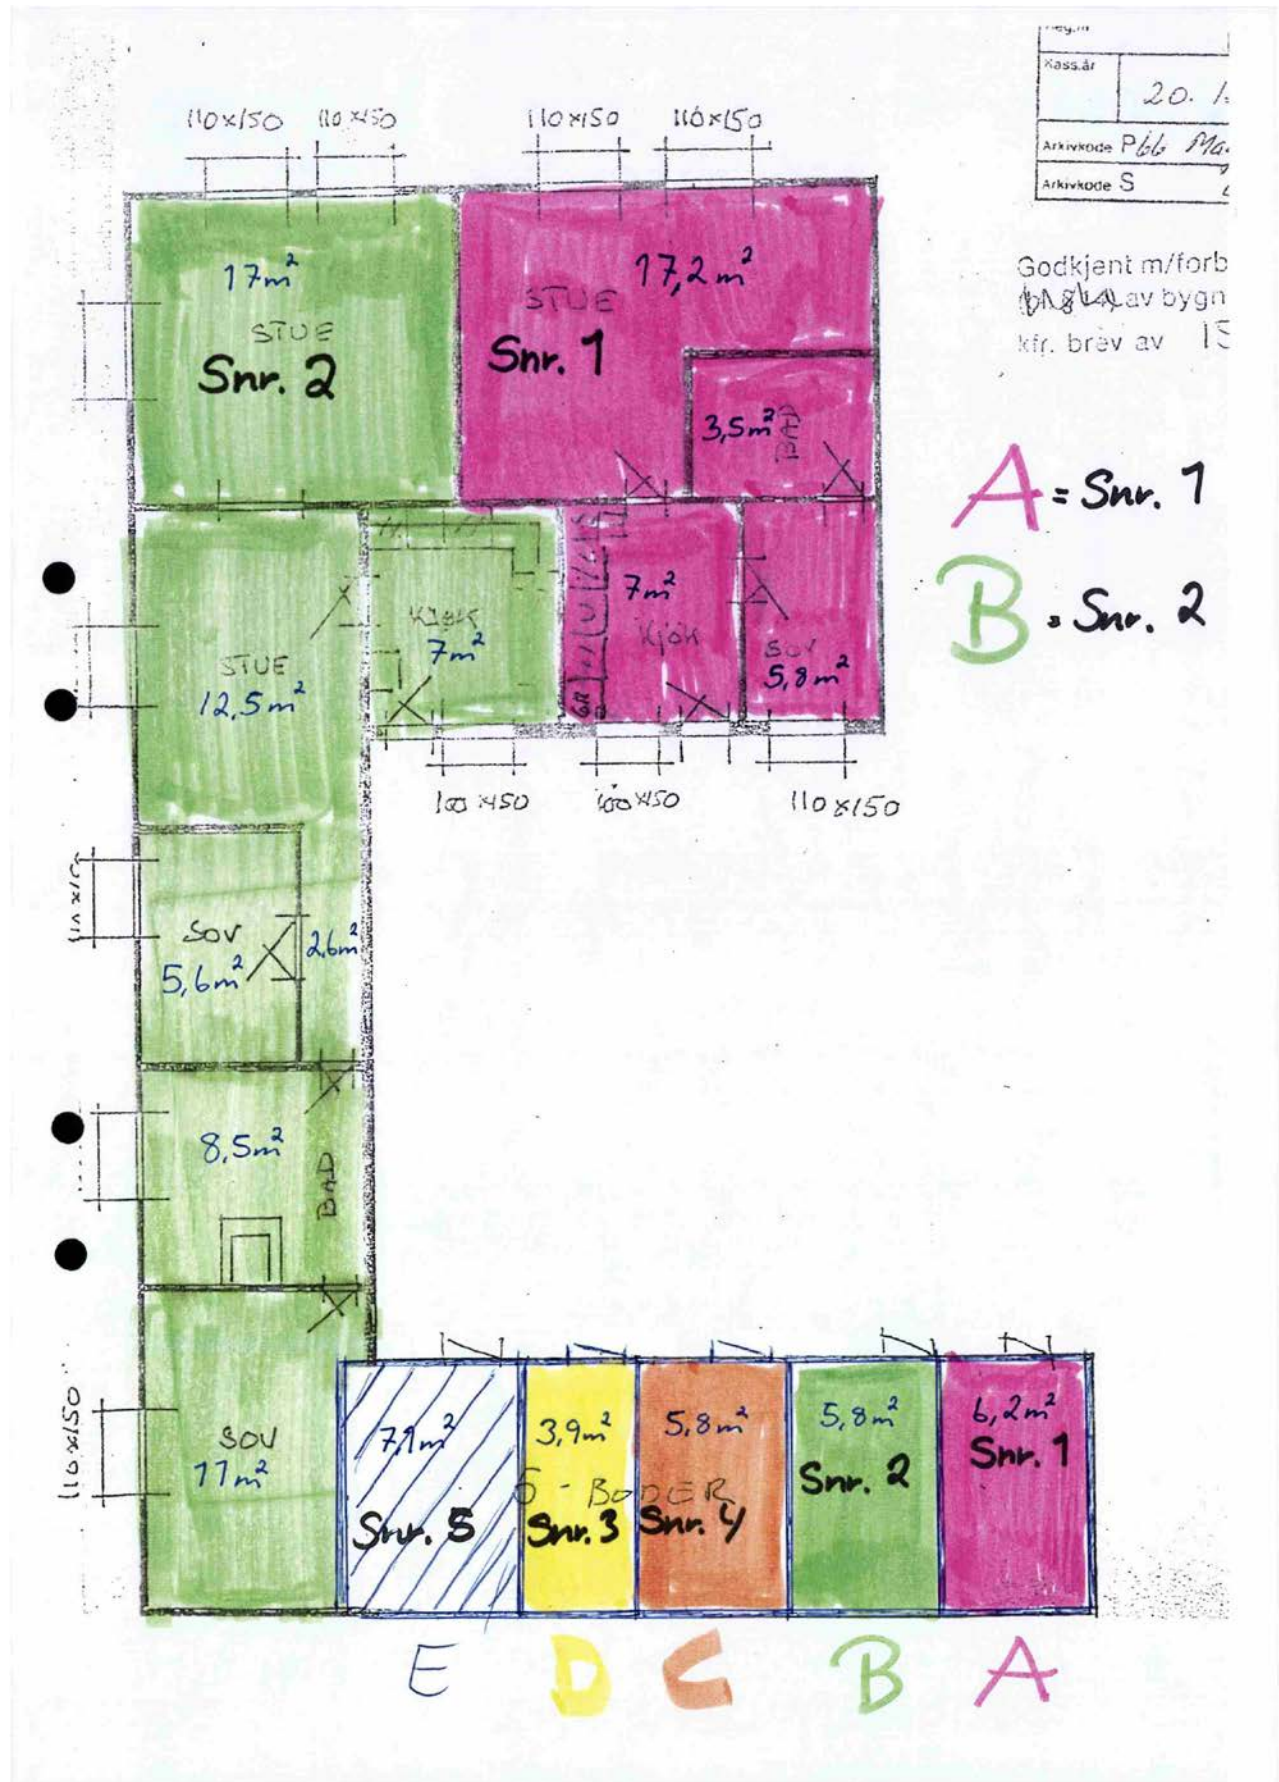 Kass.år
20. 1.
Arkivkode P66 Ma
Arkivkode S
Godkjent m/forb
av bygn
kfr. brev av 15
110x150 110x150 110x150 110x150
17m²
STUE
Snr. 2
17,2m²
STUE
Snr. 1
3,5m²
BAD
A = Snr. 1
B = Snr. 2
STUE
12,5m²
KJØK
7m²
7m²
Kjøk
SOV
5,8m²
100x150 100x150 110x150
SOV
5,6m²
2,6m²
8,5m²
BAD
110x150
SOV
11m²
7,1m²
Snr. 5
3,9m²
Snr. 3
5,8m²
Snr. 4
5,8m²
Snr. 2
6,2m²
Snr. 1
5 - BODER
E D C B A